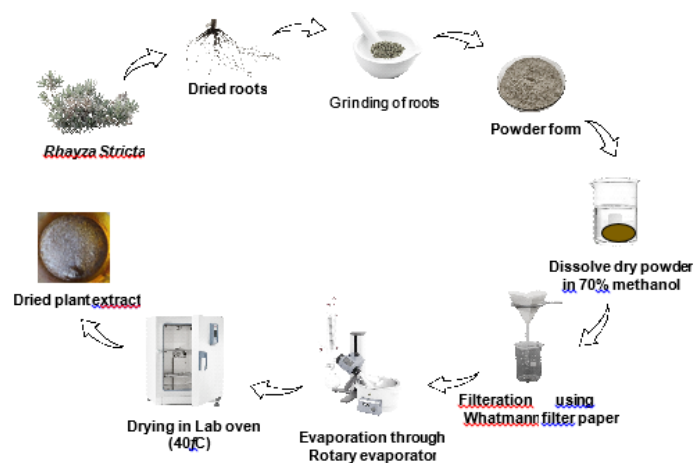 Rhayza Stricta
Dried roots
Grinding of roots
Powder form
Dissolve dry powder
in 70% methanol
Filteration using
Whatmann filter paper
Evaporation through
Rotary evaporator
Drying in Lab oven
(40ƒC)
Dried plant extract